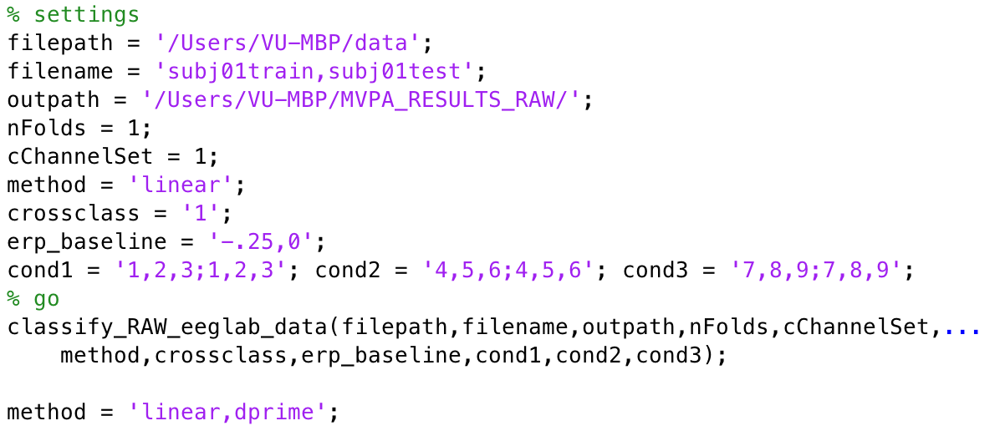 % settings
filepath = '/Users/VU-MBP/data';
filename = 'subj01train,subj01test';
outpath = '/Users/VU-MBP/MVPA_RESULTS_RAW/';
nFolds = 1;
cChannelSet = 1;
method = 'linear';
crossclass = '1';
erp_baseline = '-.25,0';
cond1 = '1,2,3;1,2,3'; cond2 = '4,5,6;4,5,6'; cond3 = '7,8,9;7,8,9';
% go
classify_RAW_eeglab_data(filepath,filename,outpath,nFolds,cChannelSet,...
    method,crossclass,erp_baseline,cond1,cond2,cond3);
method = 'linear,dprime';